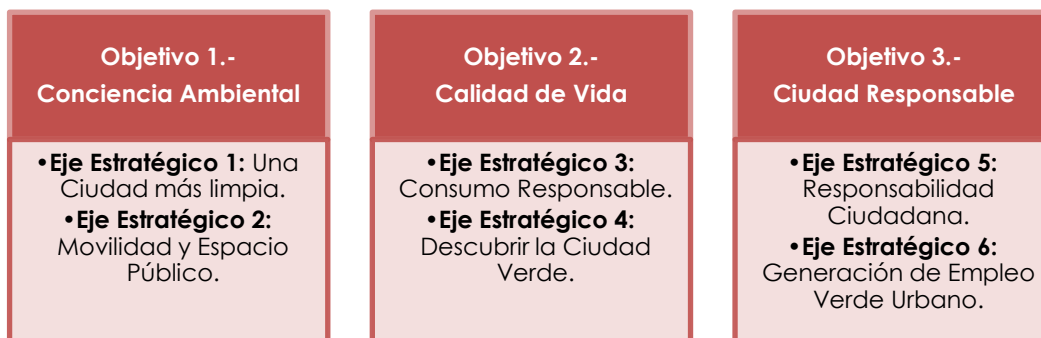 Objetivo 1.-
Conciencia Ambiental
•Eje Estratégico 1: Una
Ciudad más limpia.
•Eje Estratégico 2:
Movilidad y Espacio
Público.
Objetivo 2.-
Calidad de Vida
•Eje Estratégico 3:
Consumo Responsable.
•Eje Estratégico 4:
Descubrir la Ciudad
Verde.
Objetivo 3.-
Ciudad Responsable
•Eje Estratégico 5:
Responsabilidad
Ciudadana.
•Eje Estratégico 6:
Generación de Empleo
Verde Urbano.